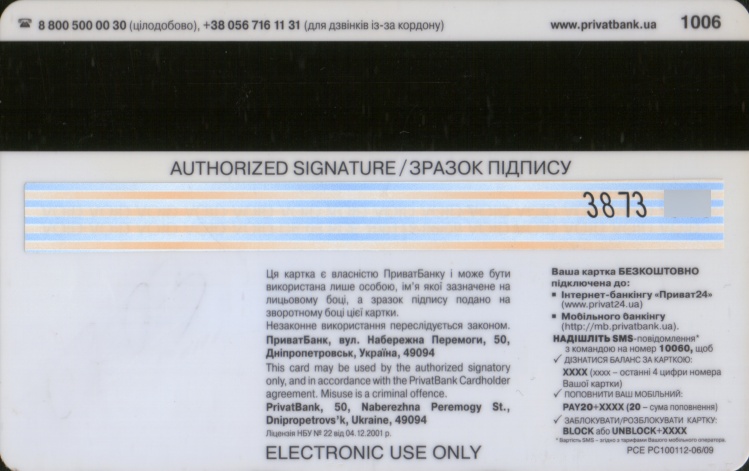 ☎ 8 800 500 00 30 (цілодобово), +38 056 716 11 31 (для дзвінків із-за кордону)
www.privatbank.ua 1006
AUTHORIZED SIGNATURE / ЗРАЗОК ПІДПИСУ
3873
Ця картка є власністю ПриватБанку і може бути
використана лише особою, ім'я якої зазначене на
лицьовому боці, а зразок підпису подано на
зворотному боці цієї картки.
Незаконне використання переслідується законом.
ПриватБанк, вул. Набережна Перемоги, 50,
Дніпропетровськ, Україна, 49094
This card may be used by the authorized signatory
only, and in accordance with the PrivatBank Cardholder
agreement. Misuse is a criminal offence.
PrivatBank, 50, Naberezhna Peremogy St.,
Dnipropetrovs'k, Ukraine, 49094
Ліцензія НБУ № 22 від 04.12.2001 р.
ELECTRONIC USE ONLY
Ваша картка БЕЗКОШТОВНО
підключена до:
▪ Інтернет-банкінгу «Приват24»
(www.privat24.ua)
▪ Мобільного банкінгу
(http://mb.privatbank.ua).
НАДІШЛІТЬ SMS-повідомлення*
з командою на номер 10060, щоб
✓ ДІЗНАТИСЯ БАЛАНС ЗА КАРТКОЮ:
XXXX (xxxx – останні 4 цифри номера
Вашої картки)
✓ ПОПОВНИТИ ВАШ МОБІЛЬНИЙ:
PAY20+XXXX (20 – сума поповнення)
✓ ЗАБЛОКУВАТИ/РОЗБЛОКУВАТИ КАРТКУ:
BLOCK або UNBLOCK+XXXX
*Вартість SMS – згідно з тарифами Вашого мобільного оператора.
PCE PC100112-06/09